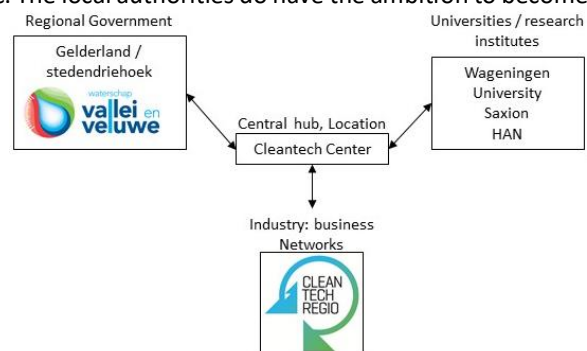 . The local authorities do have the ambition to become
Regional Government
Gelderland /
stedendriehoek
waterschap
vallei en
veluwe
Universities / research
institutes
Wageningen
University
Saxion
HAN
Central hub, Location
Cleantech Center
Industry: business
Networks
CLEAN
TECH
REGIO